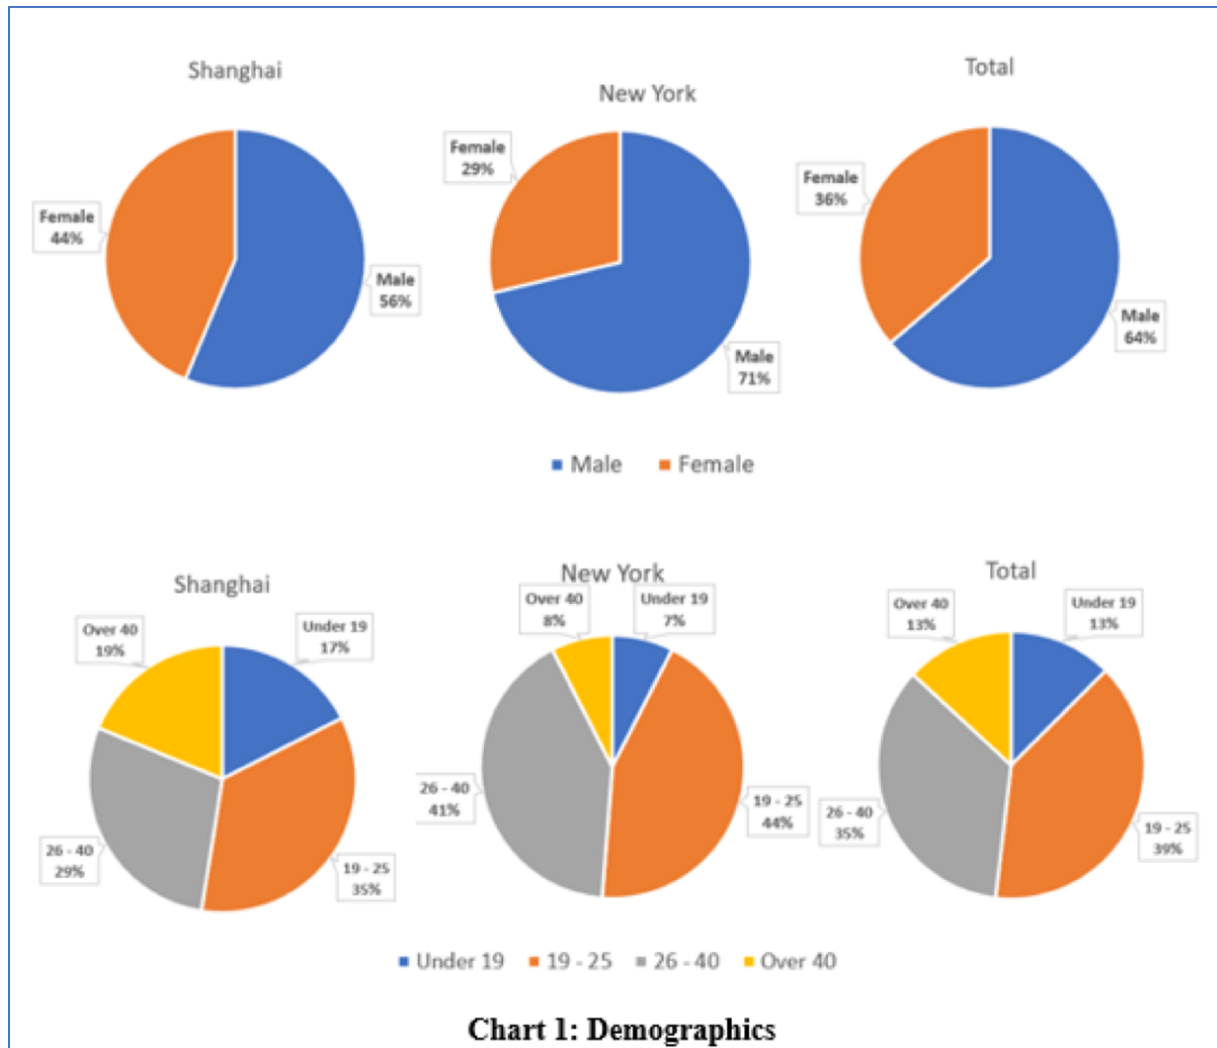 Shanghai
New York
Total
Female
44%
Male
56%
Female
29%
Male
71%
Female
36%
Male
64%
Male Female
Shanghai
New York
Total
Over 40
19%
Under 19
17%
26 - 40
29%
19 - 25
35%
Over 40
8%
Under 19
7%
26 - 40
41%
19 - 25
44%
Over 40
13%
Under 19
13%
26 - 40
35%
19 - 25
39%
Under 19 19 - 25 26 - 40 Over 40
Chart 1: Demographics